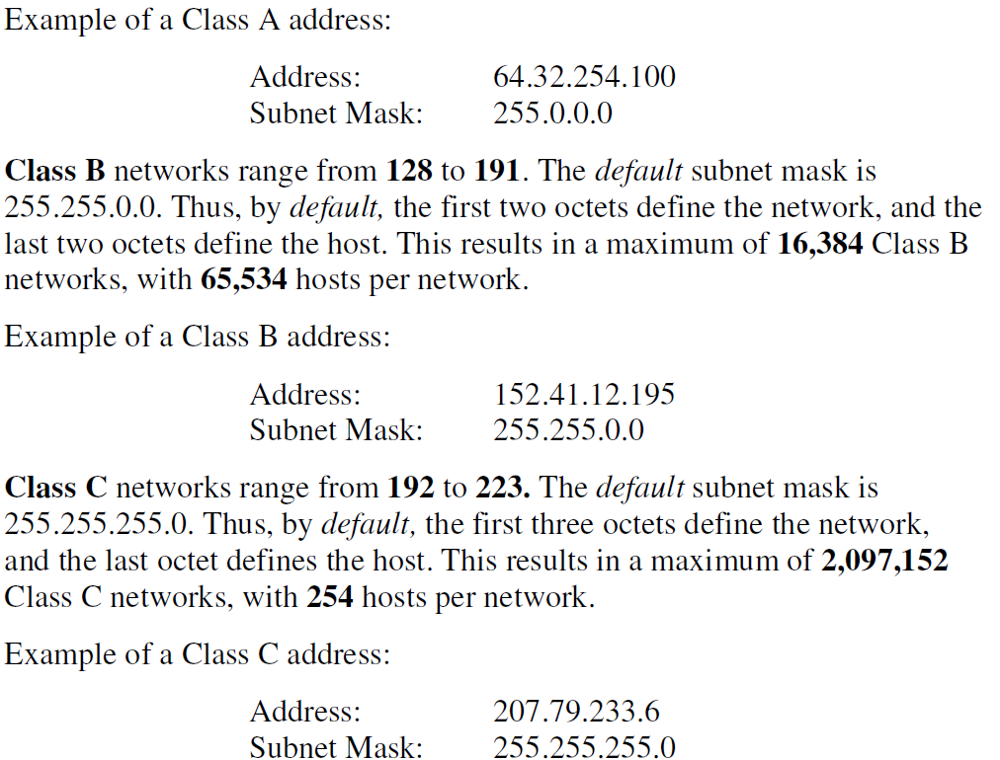 Example of a Class A address:
Address: 64.32.254.100
Subnet Mask: 255.0.0.0
Class B networks range from 128 to 191. The default subnet mask is
255.255.0.0. Thus, by default, the first two octets define the network, and the
last two octets define the host. This results in a maximum of 16,384 Class B
networks, with 65,534 hosts per network.
Example of a Class B address:
Address: 152.41.12.195
Subnet Mask: 255.255.0.0
Class C networks range from 192 to 223. The default subnet mask is
255.255.255.0. Thus, by default, the first three octets define the network,
and the last octet defines the host. This results in a maximum of 2,097,152
Class C networks, with 254 hosts per network.
Example of a Class C address:
Address: 207.79.233.6
Subnet Mask: 255.255.255.0